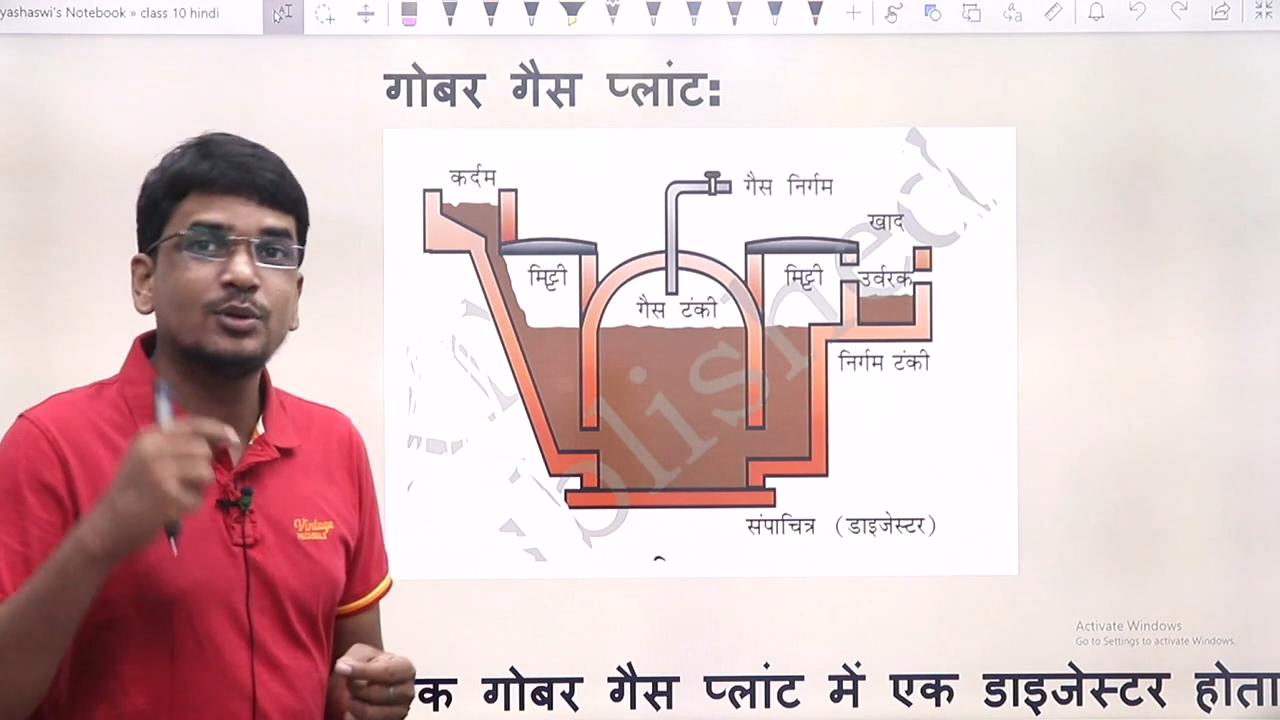 yashaswi's Notebook » class 10 hindi
गोबर गैस प्लांट:
कर्दम
गैस निर्गम
खाद
मिट्टी
मिट्टी
उर्वरक
गैस टंकी
निर्गम टंकी
संपाचित्र (डाइजेस्टर)
Vintage
Activate Windows
Go to Settings to activate Windows.
क गोबर गैस प्लांट में एक डाइजेस्टर होता